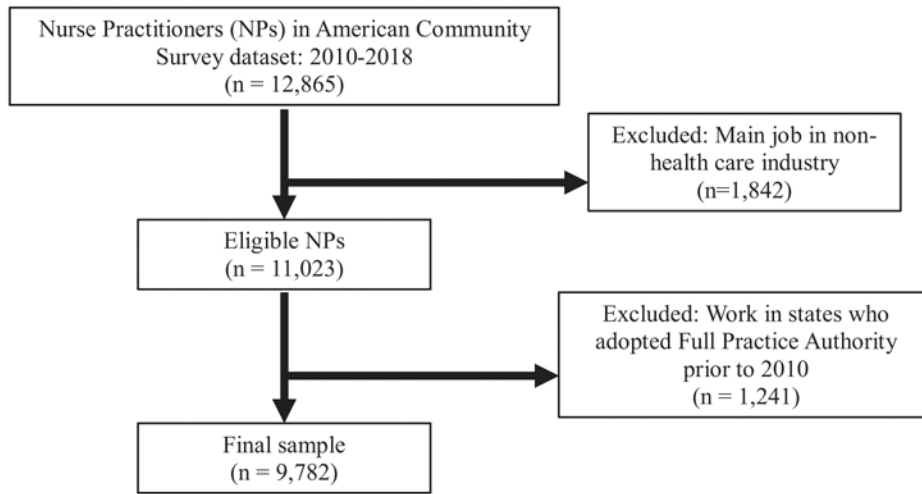 Nurse Practitioners (NPs) in American Community
Survey dataset: 2010-2018
(n = 12,865)
Excluded: Main job in non-
health care industry
(n=1,842)
Eligible NPs
(n = 11,023)
Excluded: Work in states who
adopted Full Practice Authority
prior to 2010
(n = 1,241)
Final sample
(n = 9,782)